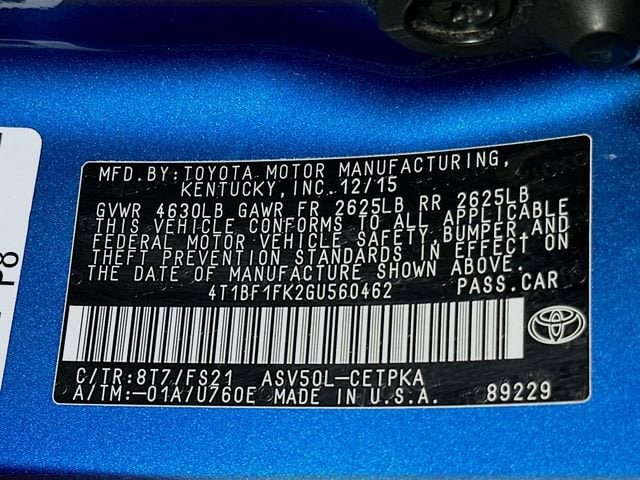 MFD. BY: TOYOTA MOTOR MANUFACTURING,
KENTUCKY, INC. 12/15
GVWR 4630LB GAWR FR 2625LB RR 2625LB
THIS VEHICLE CONFORMS TO ALL APPLICABLE
FEDERAL MOTOR VEHICLE SAFETY, BUMPER, AND
THEFT PREVENTION STANDARDS IN EFFECT ON
THE DATE OF MANUFACTURE SHOWN ABOVE.
4T1BF1FK2GU560462 PASS.CAR
C/TR: 8T7/FS21 ASV50L-CETPKA
A/TM: -01A/U760E MADE IN U.S.A. 89229
P8